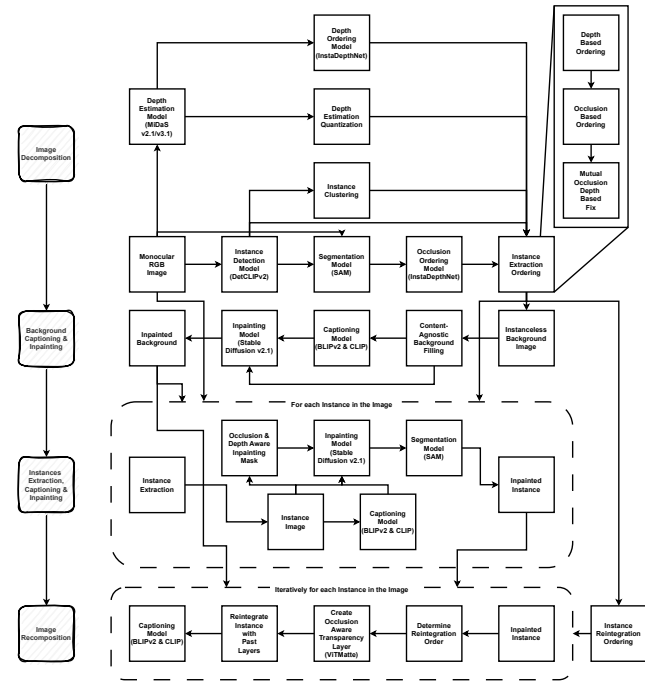 Depth
Ordering
Model
(InstaDepthNet)
Depth
Based
Ordering
Depth
Estimation
Model
(MiDaS
v2.1/v3.1)
Depth
Estimation
Quantization
Occlusion
Based
Ordering
Image
Decomposition
Instance
Clustering
Mutual
Occlusion
Depth
Based
Fix
Monocular
RGB
Image
Instance
Detection
Model
(DetCLIPv2)
Segmentation
Model
(SAM)
Occlusion
Ordering
Model
(InstaDepthNet)
Instance
Extraction
Ordering
Background
Captioning &
Inpainting
Inpainted
Background
Inpainting
Model
(Stable
Diffusion v2.1)
Captioning
Model
(BLIPv2 & CLIP)
Content-
Agnostic
Background
Filling
Instanceless
Background
Image
For each Instance in the Image
Occlusion &
Depth Aware
Inpainting
Mask
Inpainting
Model
(Stable
Diffusion v2.1)
Segmentation
Model
(SAM)
Instances
Extraction,
Captioning &
Inpainting
Instance
Extraction
Inpainted
Instance
Instance
Image
Captioning
Model
(BLIPv2 & CLIP)
Iteratively for each Instance in the Image
Image
Recomposition
Captioning
Model
(BLIPv2 & CLIP)
Reintegrate
Instance
with
Past
Layers
Create
Occlusion
Aware
Transparency
Layer
(ViTMatte)
Determine
Reintegration
Order
Inpainted
Instance
Instance
Reintegration
Ordering